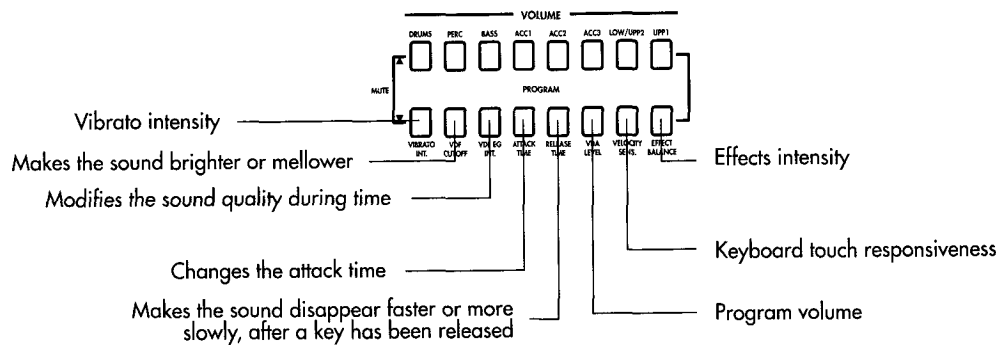 VOLUME
DRUMS PERC BASS ACC1 ACC2 ACC3 LOW/UPP2 UPP1
MUTE
PROGRAM
VIBRATO INT. VDF CUTOFF VDF EG INT. ATTACK TIME RELEASE TIME VDA LEVEL VELOCITY SENS. EFFECT BALANCE
Vibrato intensity
Makes the sound brighter or mellower
Modifies the sound quality during time
Changes the attack time
Makes the sound disappear faster or more
slowly, after a key has been released
Effects intensity
Keyboard touch responsiveness
Program volume